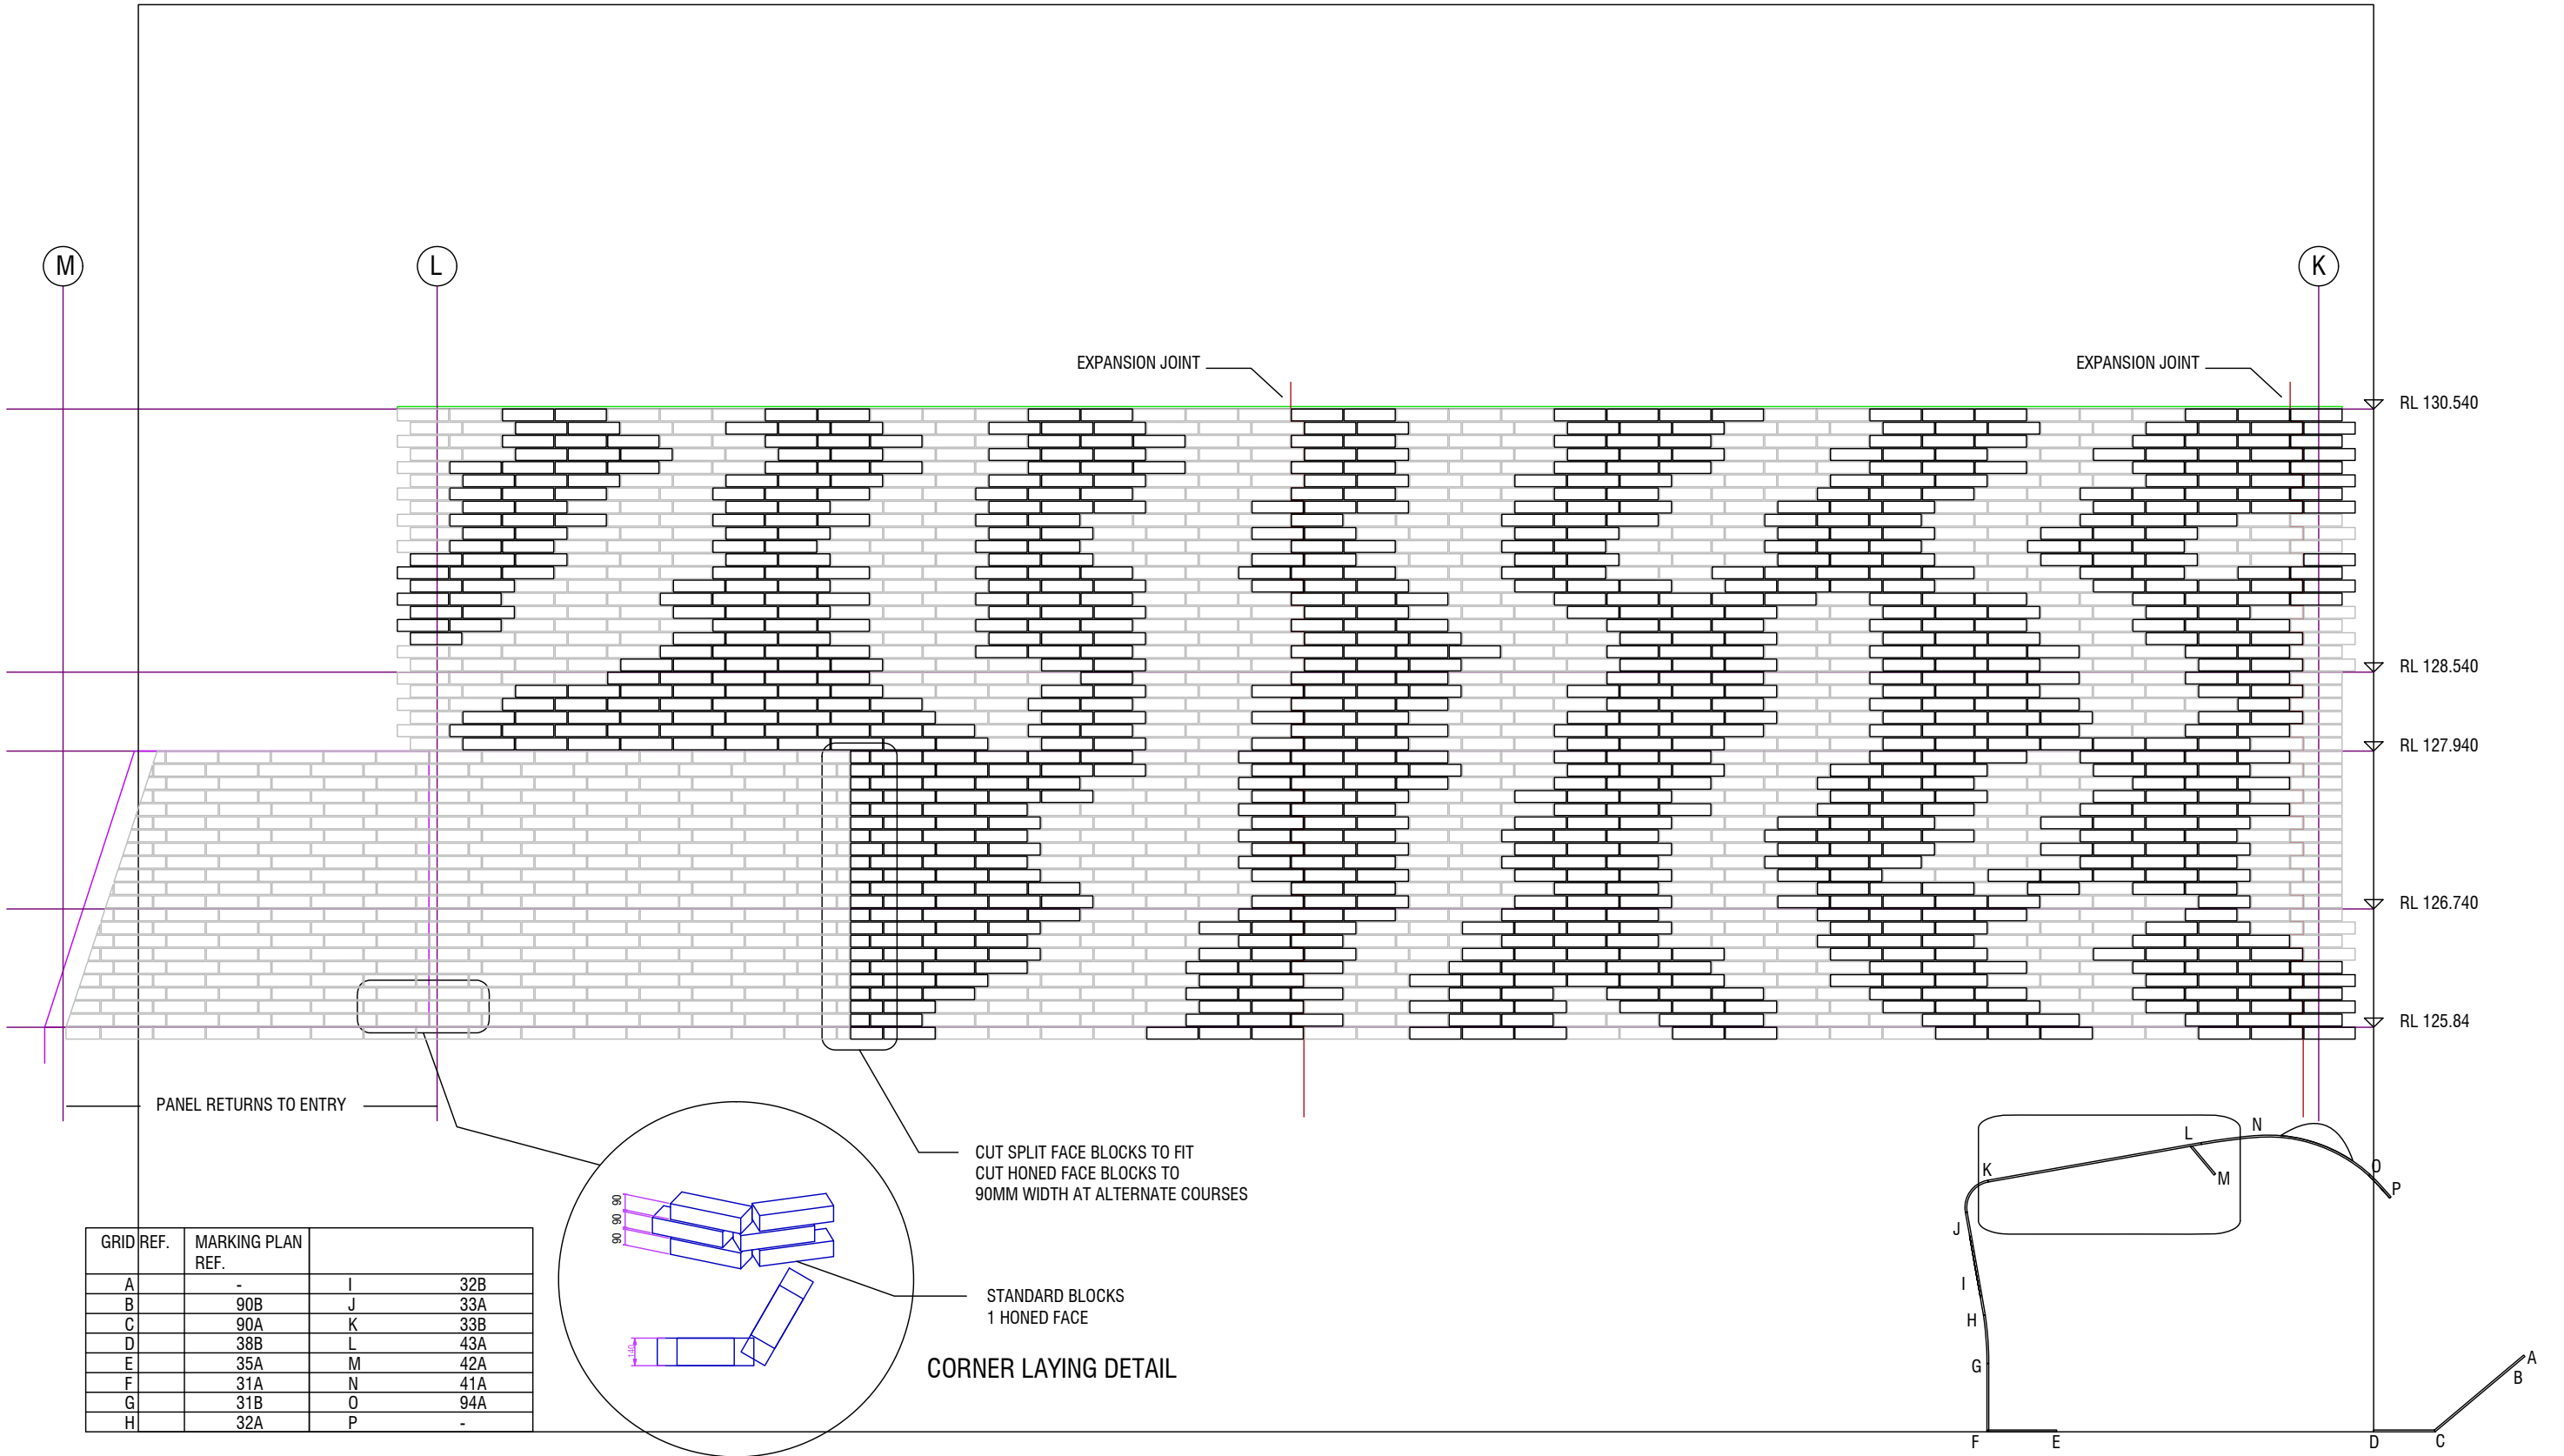 M
L
K
EXPANSION JOINT
EXPANSION JOINT
RL 130.540
RL 128.540
RL 127.940
RL 126.740
RL 125.84
PANEL RETURNS TO ENTRY
CUT SPLIT FACE BLOCKS TO FIT
CUT HONED FACE BLOCKS TO
90MM WIDTH AT ALTERNATE COURSES
90
90
90
140
STANDARD BLOCKS
1 HONED FACE
CORNER LAYING DETAIL
GRID REF. MARKING PLAN
REF.
A - I 32B
B 90B J 33A
C 90A K 33B
D 38B L 43A
E 35A M 42A
F 31A N 41A
G 31B O 94A
H 32A P -
N
L
K
M
O
P
J
I
H
G
F
E
D
C
A
B